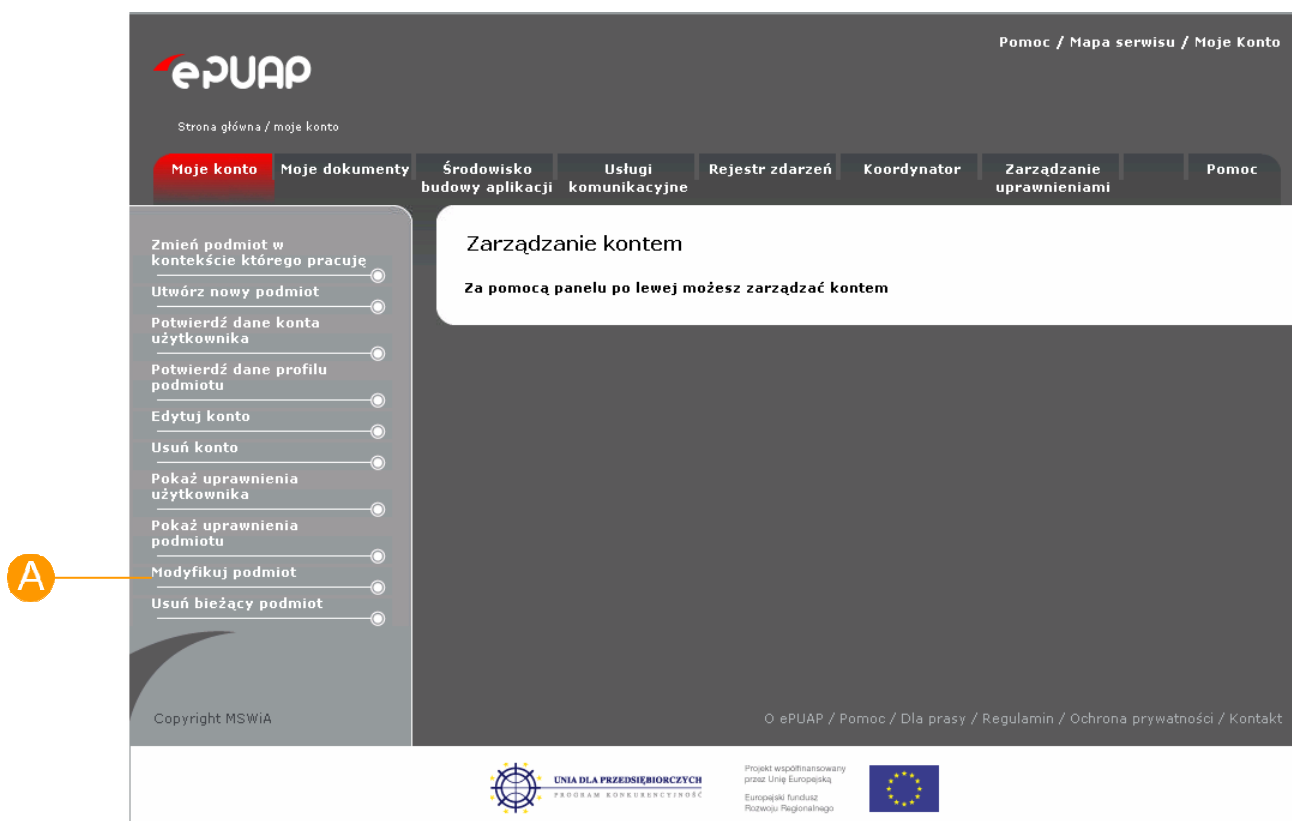 Pomoc / Mapa serwisu / Moje Konto
ePUAP
Strona główna / moje konto
Moje konto
Moje dokumenty
Środowisko
budowy aplikacji
Usługi
komunikacyjne
Rejestr zdarzeń
Koordynator
Zarządzanie
uprawnieniami
Pomoc
Zmień podmiot w
kontekście którego pracuję
Utwórz nowy podmiot
Potwierdź dane konta
użytkownika
Potwierdź dane profilu
podmiotu
Edytuj konto
Usuń konto
Pokaż uprawnienia
użytkownika
Pokaż uprawnienia
podmiotu
A
Modyfikuj podmiot
Usuń bieżący podmiot
Zarządzanie kontem
Za pomocą panelu po lewej możesz zarządzać kontem
Copyright MSWiA
O ePUAP / Pomoc / Dla prasy / Regulamin / Ochrona prywatności / Kontakt
UNIA DLA PRZEDSIĘBIORCZYCH
PROGRAM KONKURENCYJNOŚĆ
Projekt współfinansowany
przez Unię Europejską
Europejski fundusz
Rozwoju Regionalnego